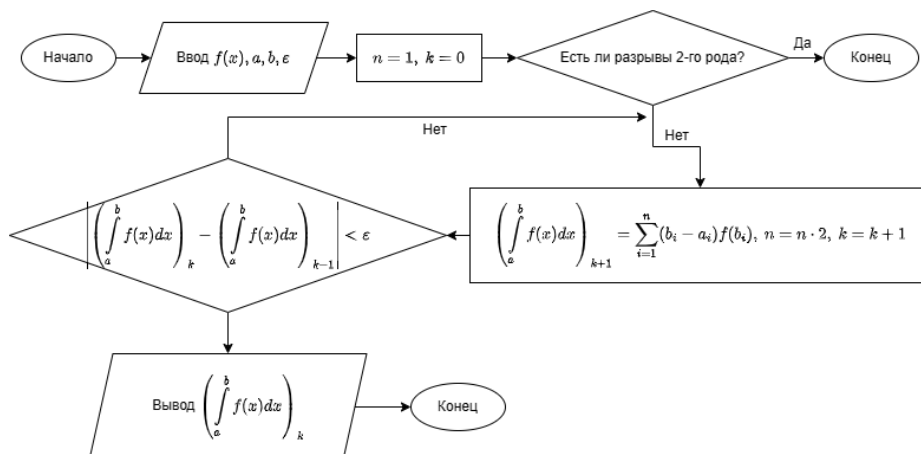 Начало
Ввод f(x), a, b, ε
n = 1, k = 0
Есть ли разрывы 2-го рода?
Да
Конец
Нет
Нет
|(∫_a^b f(x)dx)_k − (∫_a^b f(x)dx)_{k−1}| < ε
(∫_a^b f(x)dx)_{k+1} = ∑_{i=1}^n (b_i − a_i)f(b_i), n = n · 2, k = k + 1
Вывод (∫_a^b f(x)dx)_k
Конец